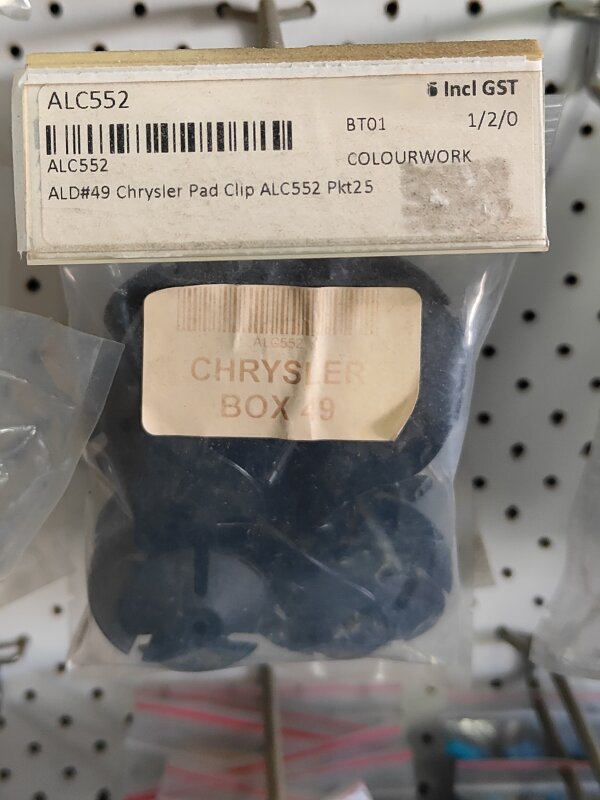 ALC552
Incl GST
BT01
1/2/0
ALC552
COLOURWORK
ALD#49 Chrysler Pad Clip ALC552 Pkt25
ALC552
CHRYSLER
BOX 49